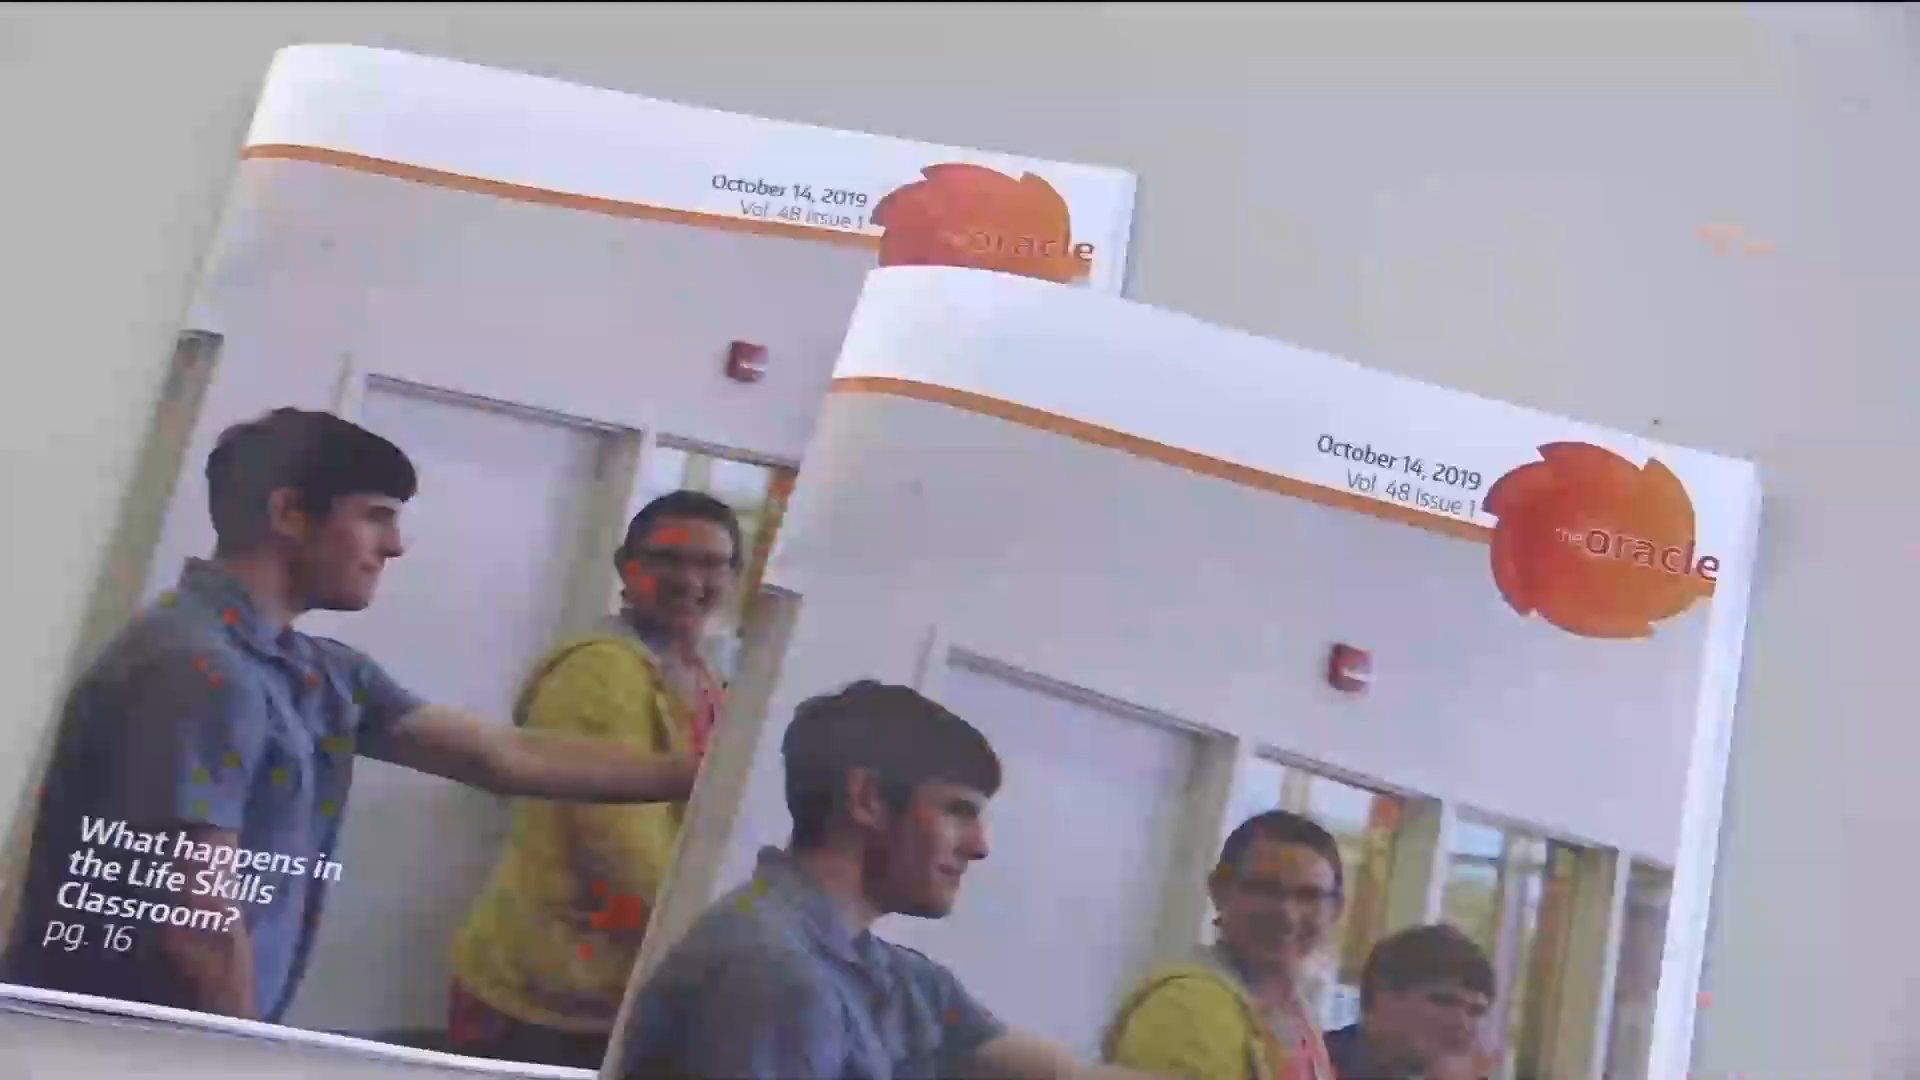 October 14, 2019
Vol. 48 Issue 1
oracle
What happens in
the Life Skills
Classroom?
pg. 16
October 14, 2019
Vol. 48 Issue 1
the oracle